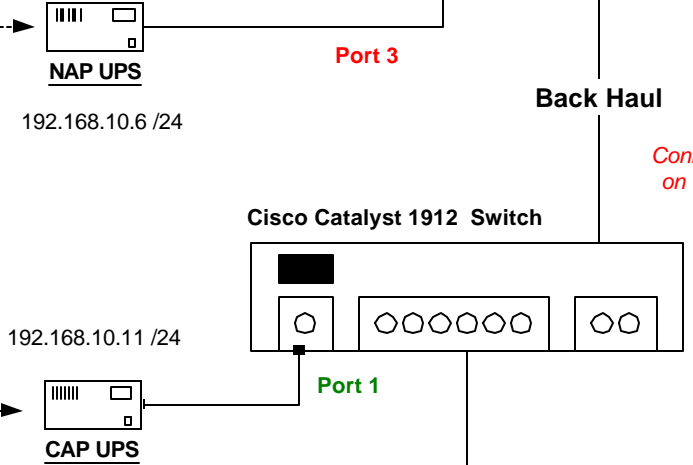 Port 3
NAP UPS
Back Haul
192.168.10.6 /24
on
Cisco Catalyst 1912 Switch
192.168.10.11 /24
Port 1
CAP UPS